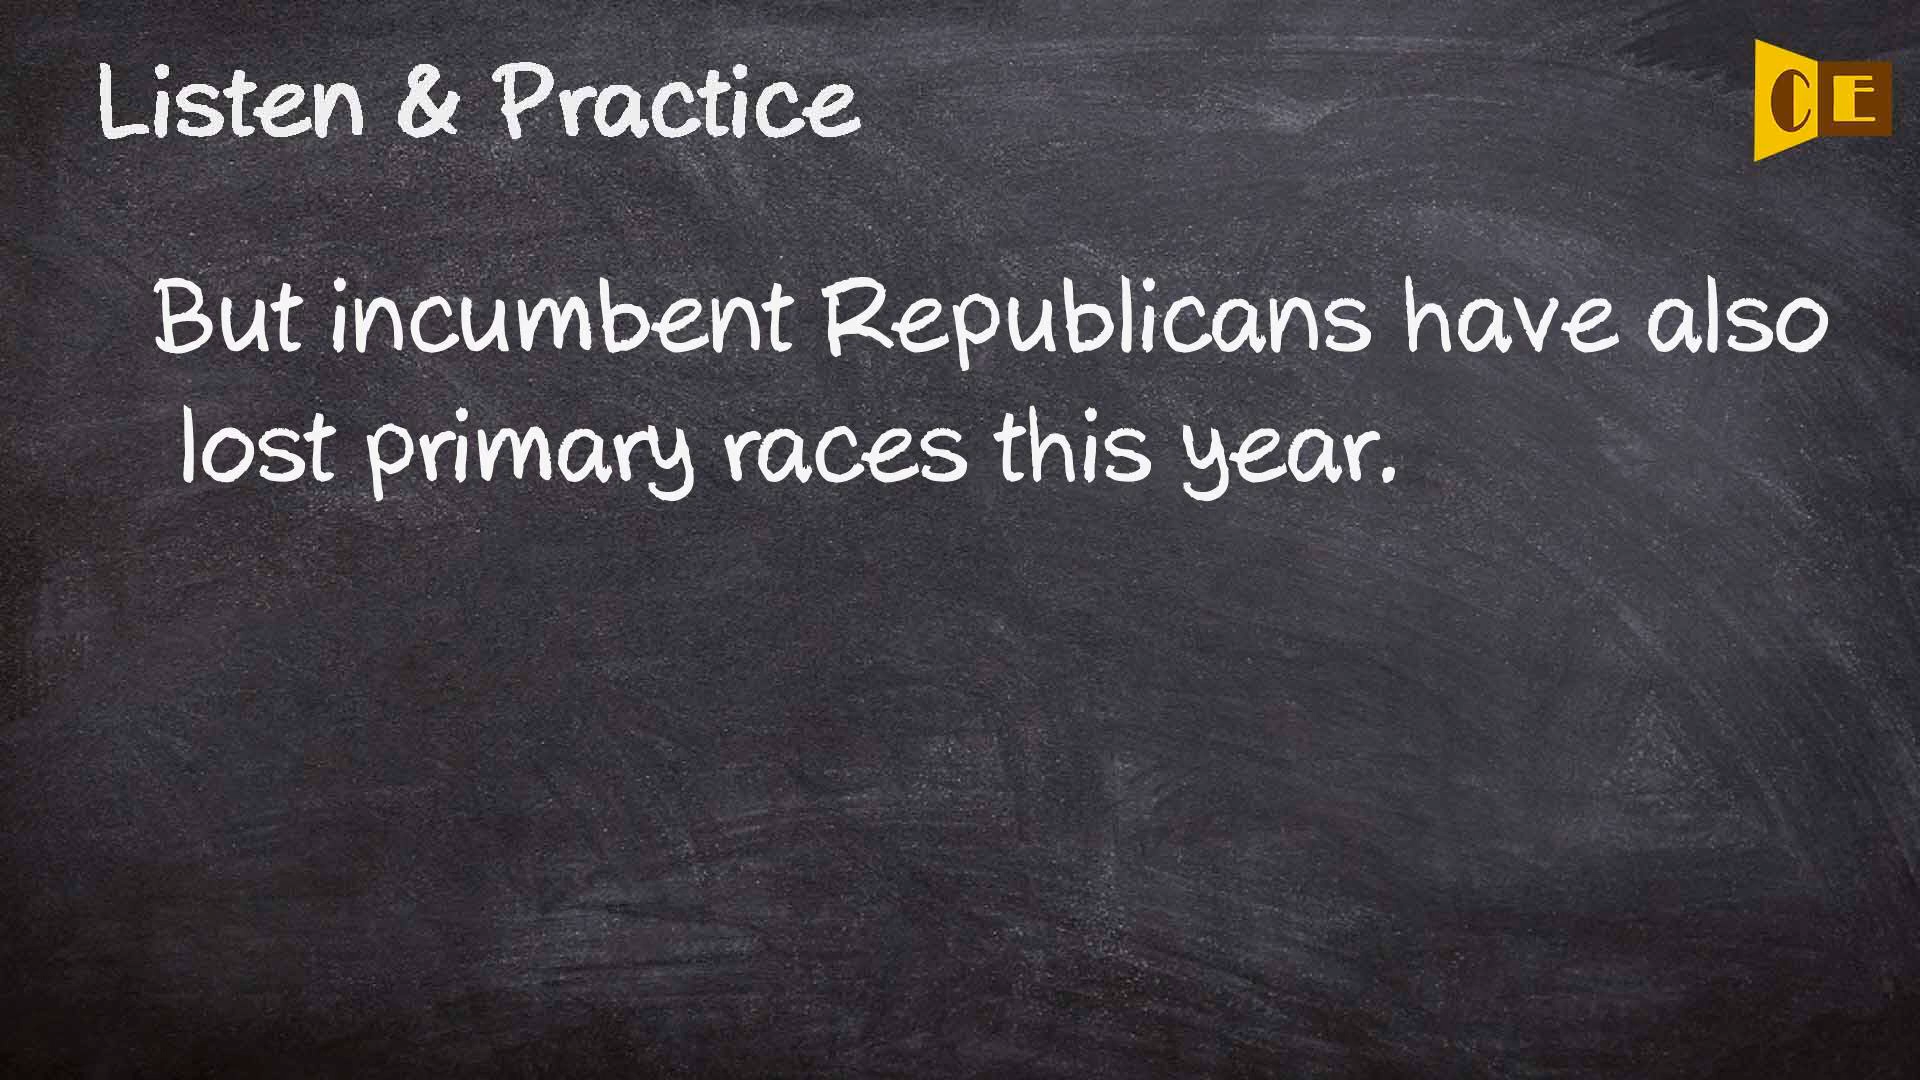 Listen & Practice
CE
But incumbent Republicans have also
lost primary races this year.